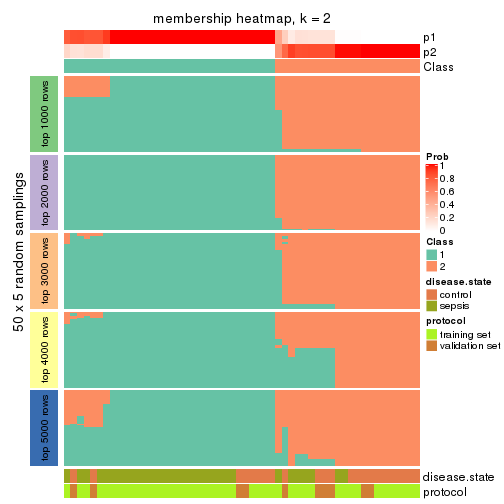 membership heatmap, k = 2
p1
p2
Class
50 x 5 random samplings
top 1000 rows
top 2000 rows
top 3000 rows
top 4000 rows
top 5000 rows
Prob
1
0.8
0.6
0.4
0.2
0
Class
1
2
disease.state
control
sepsis
protocol
training set
validation set
disease.state
protocol